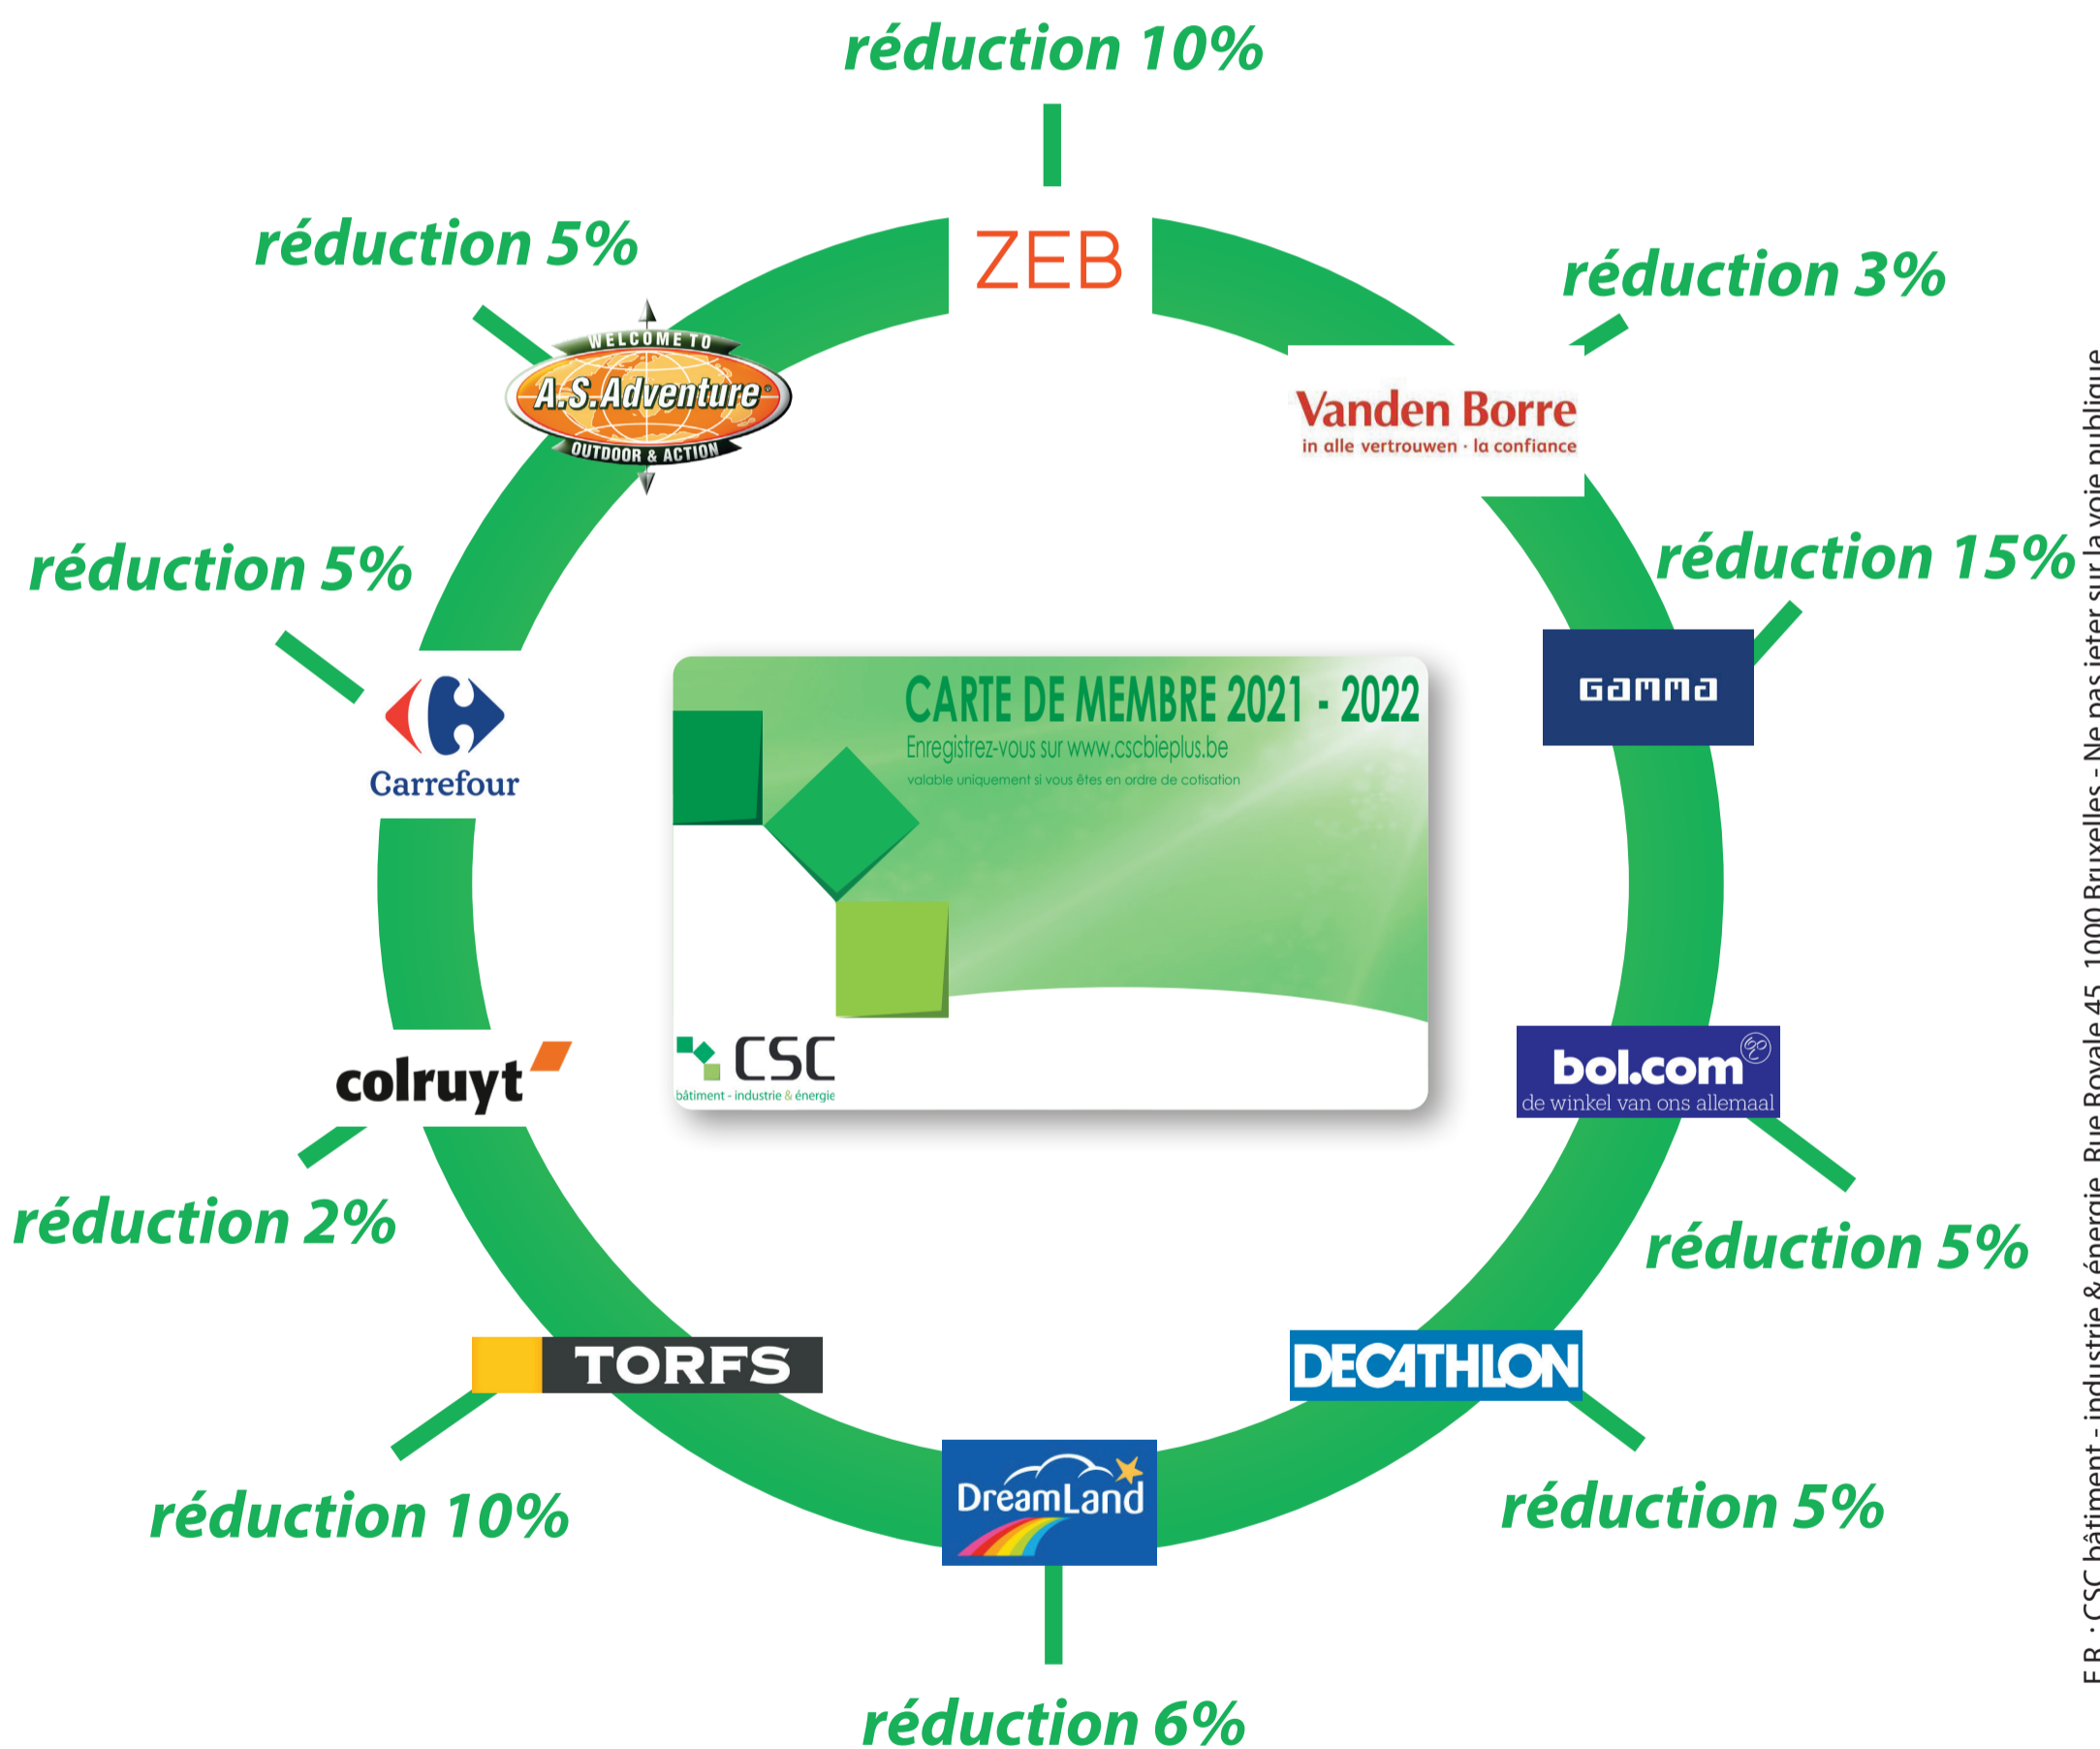 réduction 10%
ZEB
réduction 5%
WELCOME TO
A.S.Adventure
OUTDOOR & ACTION
réduction 3%
Vanden Borre
in alle vertrouwen · la confiance
réduction 5%
Carrefour
réduction 15%
GAMMA
CARTE DE MEMBRE 2021 - 2022
Enregistrez-vous sur www.cscbieplus.be
valable uniquement si vous êtes en ordre de cotisation
CSC
bâtiment - industrie & énergie
colruyt
réduction 2%
bol.com
de winkel van ons allemaal
réduction 5%
TORFS
réduction 10%
DECATHLON
réduction 5%
DreamLand
réduction 6%
E.R. : CSC bâtiment - industrie & énergie, Rue Royale 45, 1000 Bruxelles - Ne pas jeter sur la voie publique